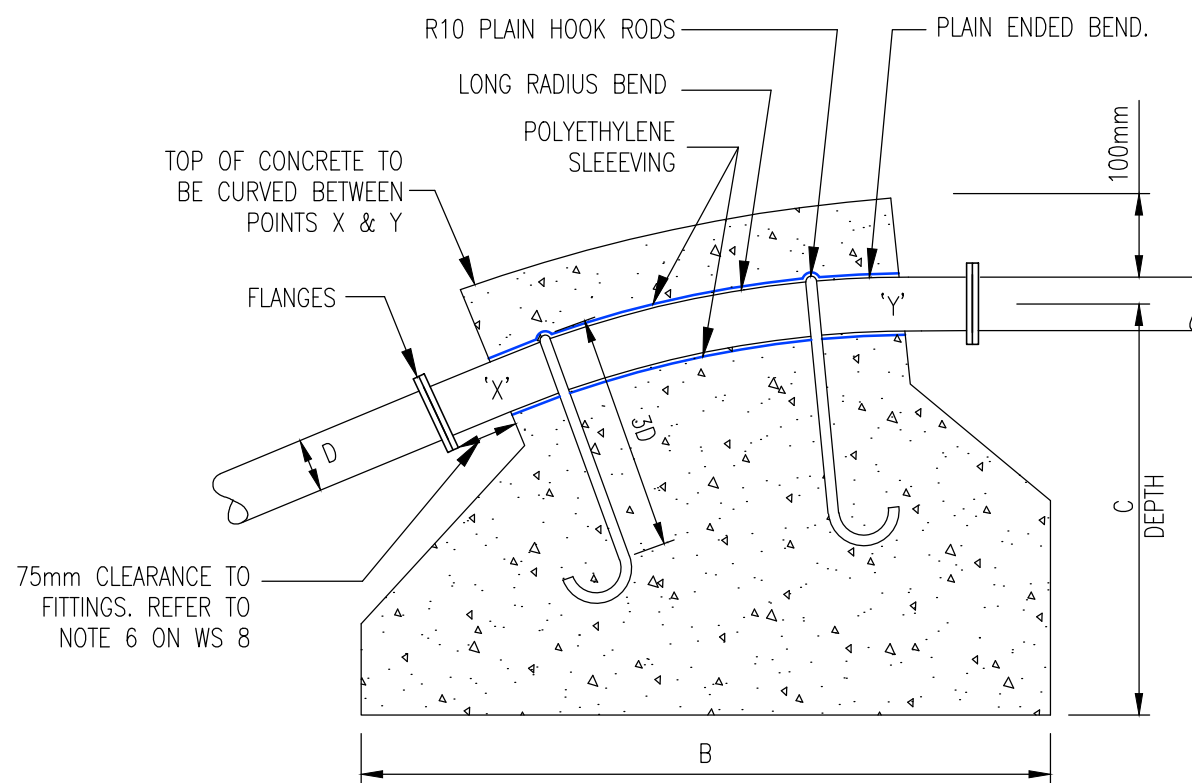 R10 PLAIN HOOK RODS
PLAIN ENDED BEND.
LONG RADIUS BEND
POLYETHYLENE
SLEEEVING
100mm
TOP OF CONCRETE TO
BE CURVED BETWEEN
POINTS X & Y
FLANGES
'Y'
'X'
3D
D
C
DEPTH
75mm CLEARANCE TO
FITTINGS. REFER TO
NOTE 6 ON WS 8
B